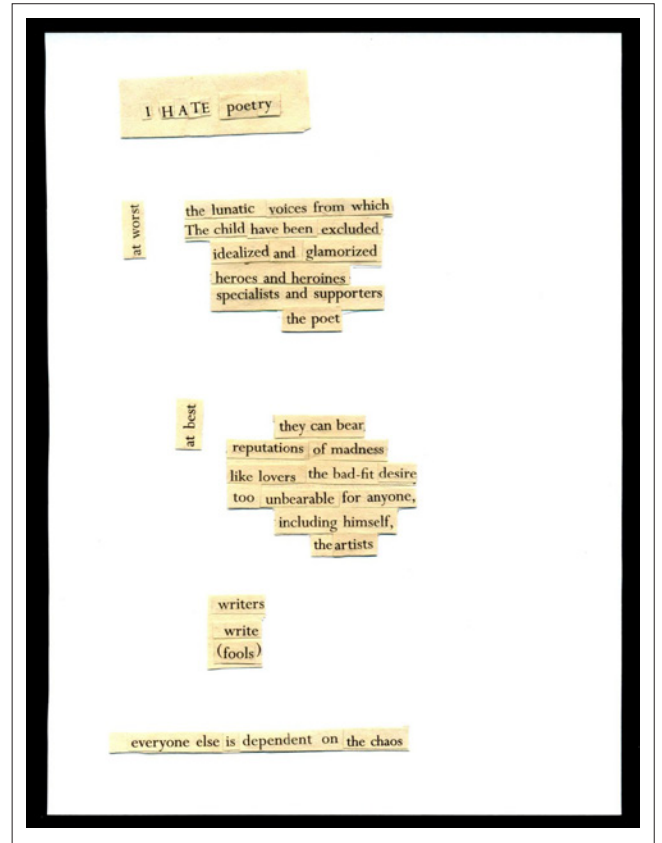 I HATE poetry
at worst
the lunatic voices from which
The child have been excluded
idealized and glamorized
heroes and heroines
specialists and supporters
the poet
at best
they can bear
reputations of madness
like lovers the bad-fit desire
too unbearable for anyone,
including himself,
the artists
writers
write
(fools)
everyone else is dependent on the chaos